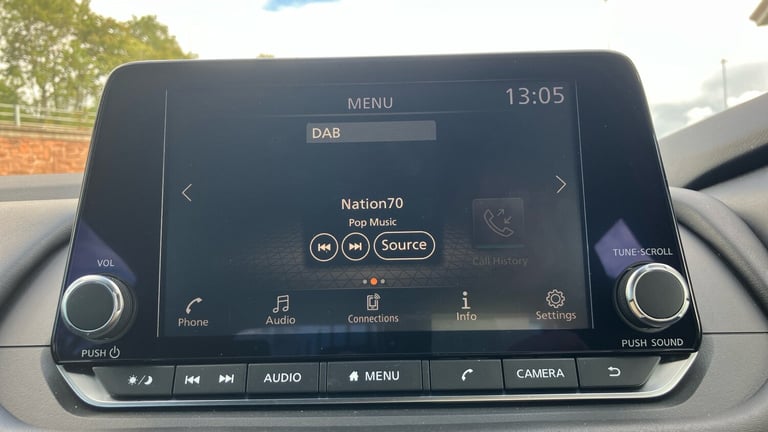 MENU
13:05
DAB
Nation70
Pop Music
Source
Call History
Phone
Audio
Connections
Info
Settings
VOL
PUSH
TUNE·SCROLL
PUSH SOUND
AUDIO
MENU
CAMERA